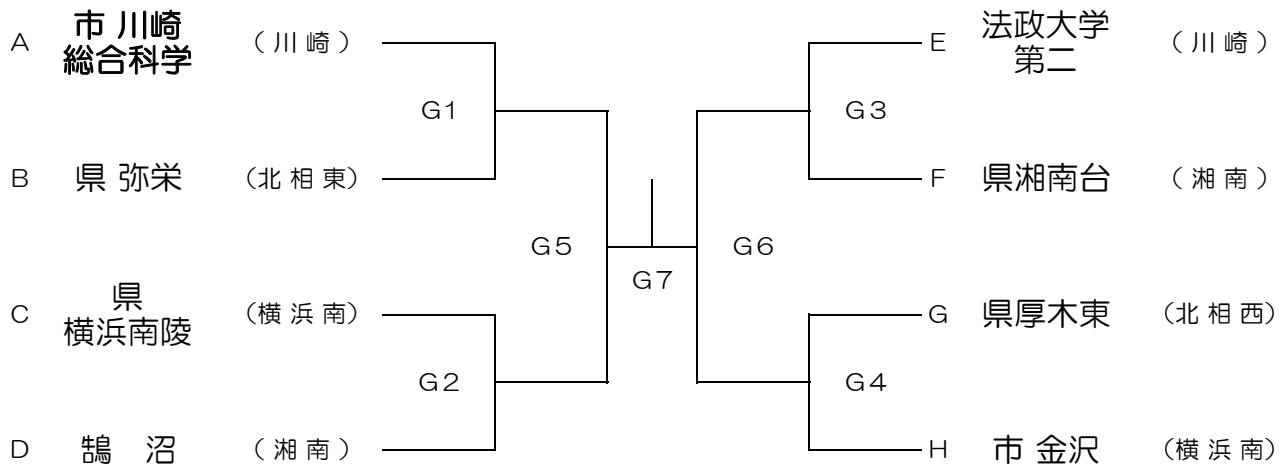 A 市 川崎
総合科学 (川崎)
G1
B 県 弥栄 (北相東)
G5
C 県
横浜南陵 (横浜南)
G2
D 鵠 沼 (湘南)
G7
E 法政大学
第二 (川崎)
G3
F 県湘南台 (湘南)
G6
G 県厚木東 (北相西)
G4
H 市 金沢 (横浜南)